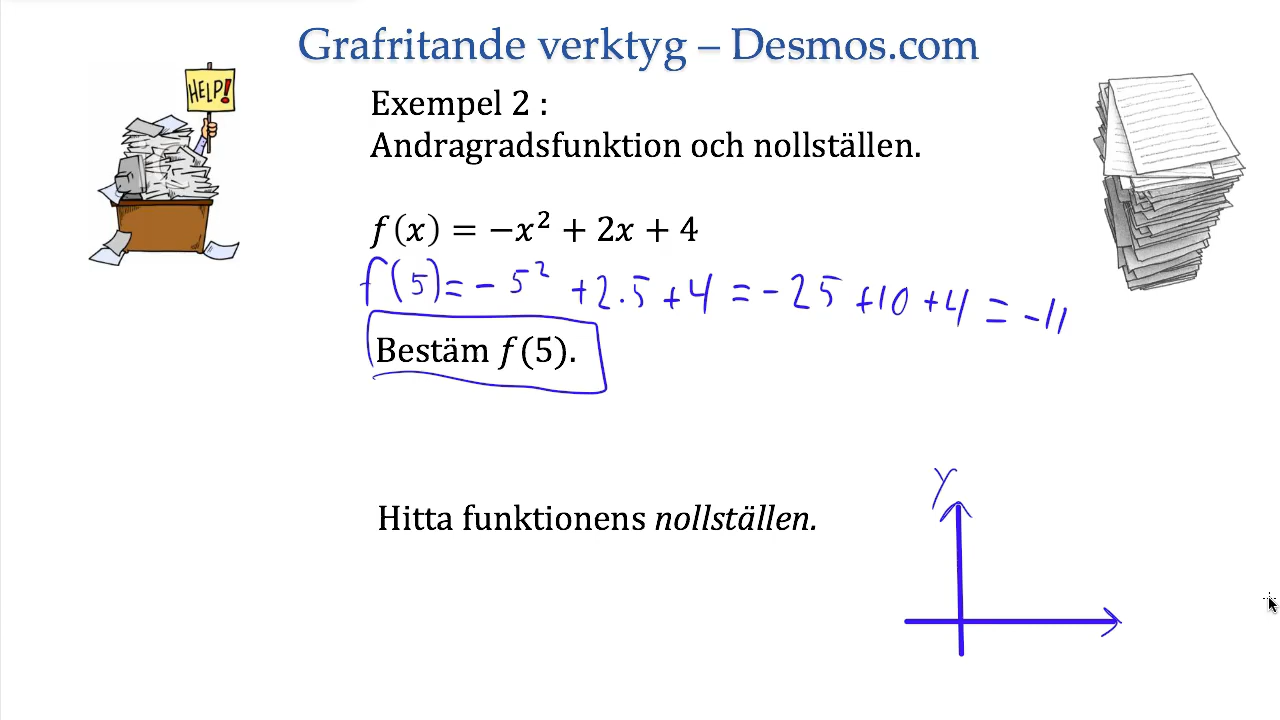 Grafritande verktyg – Desmos.com
HELP!
Exempel 2 :
Andragradsfunktion och nollställen.
f(x) = −x² + 2x + 4
f(5) = - 5² + 2·5 + 4 = - 25 + 10 + 4 = - 11
Bestäm f(5).
y
Hitta funktionens nollställen.